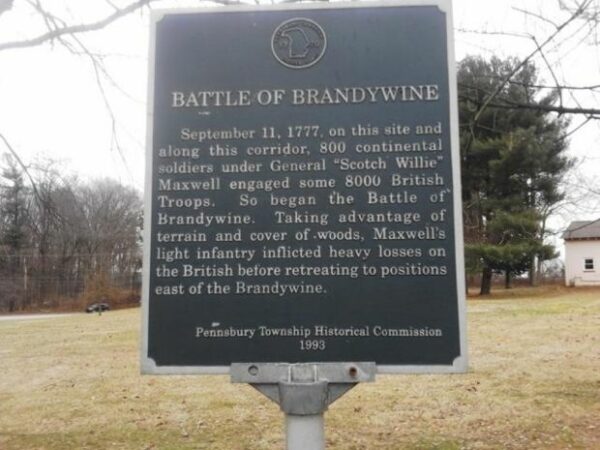 BATTLE OF BRANDYWINE
September 11, 1777, on this site and
along this corridor, 800 continental
soldiers under General "Scotch Willie"
Maxwell engaged some 8000 British
Troops. So began the Battle of
Brandywine. Taking advantage of
terrain and cover of woods, Maxwell's
light infantry inflicted heavy losses on
the British before retreating to positions
east of the Brandywine.
Pennsbury Township Historical Commission
1993